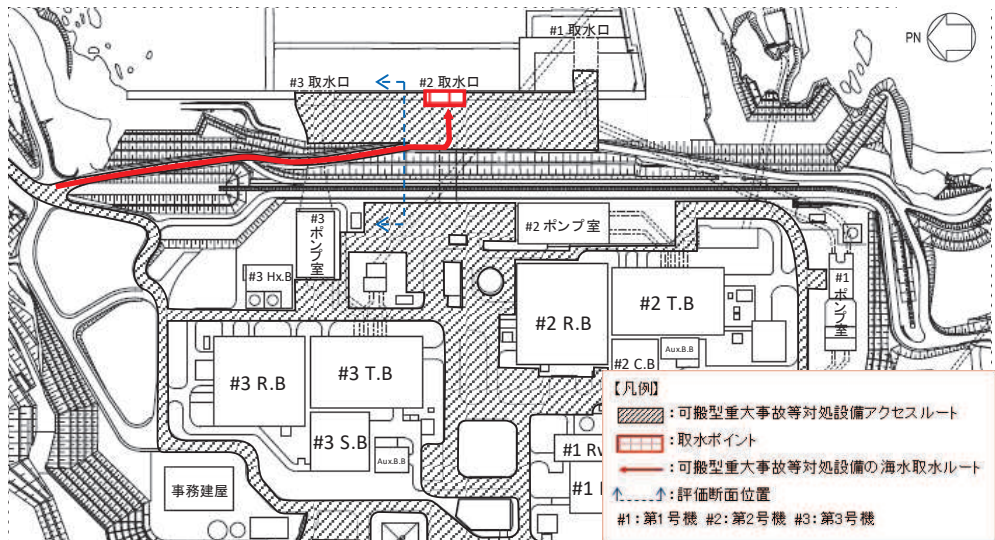 #1 取水口
PN
#3 取水口
#2 取水口
#3 ポンプ室
#2 ポンプ室
#1 ポンプ室
#3 Hx.B
#2 R.B
#2 T.B
#3 R.B
#3 T.B
#2 C.B
Aux.B.B
#3 S.B
Aux.B.B
#1 Rw
#1
事務建屋
【凡例】
:可搬型重大事故等対処設備アクセスルート
:取水ポイント
:可搬型重大事故等対処設備の海水取水ルート
:評価断面位置
#1:第1号機 #2:第2号機 #3:第3号機